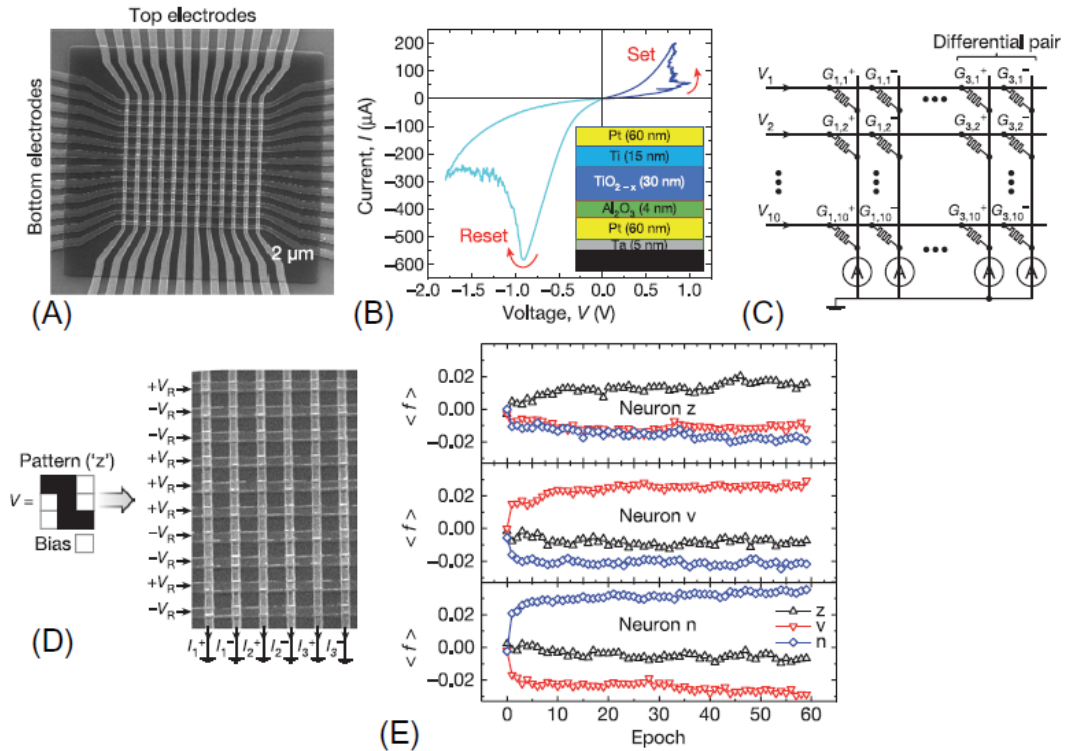 Top electrodes
Bottom electrodes
2 μm
(A)
Current, I (μA)
200
100
0
−100
−200
−300
−400
−500
−600
−2.0 −1.5 −1.0 −0.5 0.0 0.5 1.0
Voltage, V (V)
Set
Reset
Pt (60 nm)
Ti (15 nm)
TiO2−x (30 nm)
Al2O3 (4 nm)
Pt (60 nm)
Ta (5 nm)
(B)
Differential pair
V1 G1,1+ G1,1− G3,1+ G3,1−
V2 G1,2+ G1,2− G3,2+ G3,2−
V10 G1,10+ G1,10− G3,10+ G3,10−
A A A A
(C)
Pattern ('z')
V =
Bias
+VR
−VR
−VR
+VR
+VR
+VR
−VR
−VR
+VR
−VR
I1+ I1− I2+ I2− I3+ I3−
(D)
< f >
0.02
0.00
−0.02
Neuron z
< f >
0.02
0.00
−0.02
Neuron v
< f >
0.02
0.00
−0.02
Neuron n
z
v
n
0 10 20 30 40 50 60
Epoch
(E)